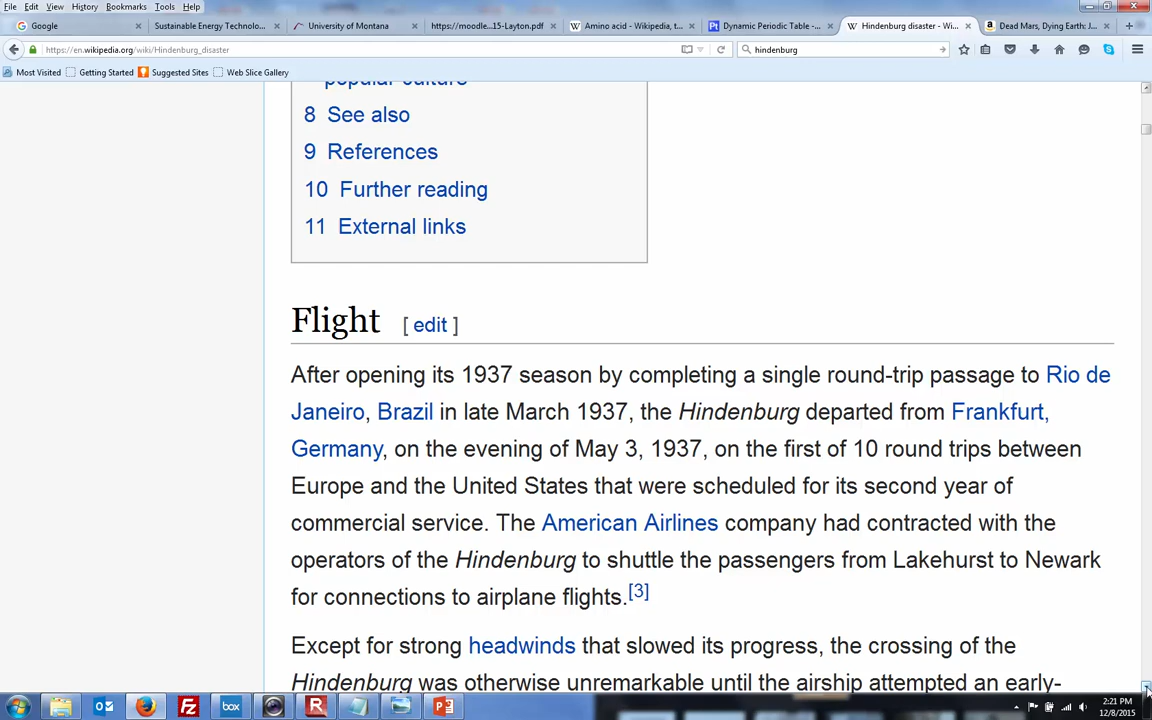 File Edit View History Bookmarks Tools Help
Google Sustainable Energy Technolo... University of Montana https://moodle...15-Layton.pdf Amino acid - Wikipedia, t... Dynamic Periodic Table -... Hindenburg disaster - Wi... Dead Mars, Dying Earth: J...
https://en.wikipedia.org/wiki/Hindenburg_disaster hindenburg
Most Visited Getting Started Suggested Sites Web Slice Gallery
popular culture
8 See also
9 References
10 Further reading
11 External links
Flight [ edit ]
After opening its 1937 season by completing a single round-trip passage to Rio de
Janeiro, Brazil in late March 1937, the Hindenburg departed from Frankfurt,
Germany, on the evening of May 3, 1937, on the first of 10 round trips between
Europe and the United States that were scheduled for its second year of
commercial service. The American Airlines company had contracted with the
operators of the Hindenburg to shuttle the passengers from Lakehurst to Newark
for connections to airplane flights.[3]
Except for strong headwinds that slowed its progress, the crossing of the
Hindenburg was otherwise unremarkable until the airship attempted an early-
box
2:21 PM
12/8/2015